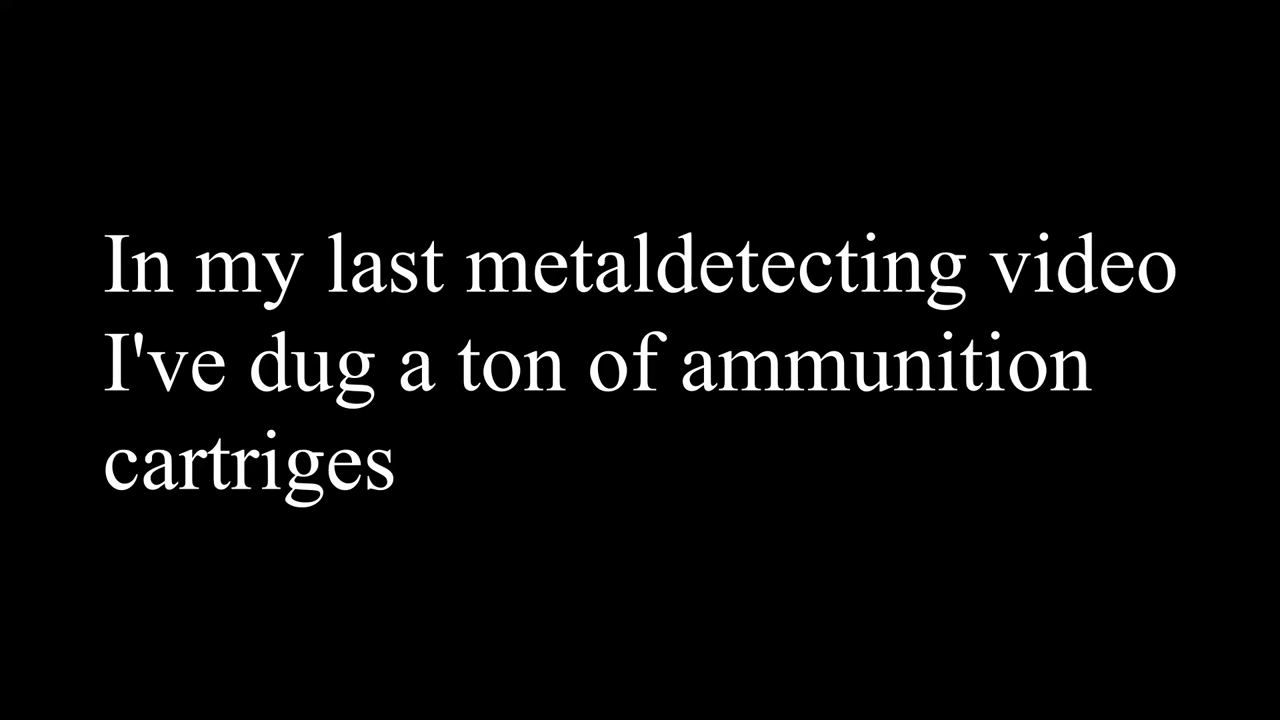 In my last metaldetecting video
I've dug a ton of ammunition
cartriges